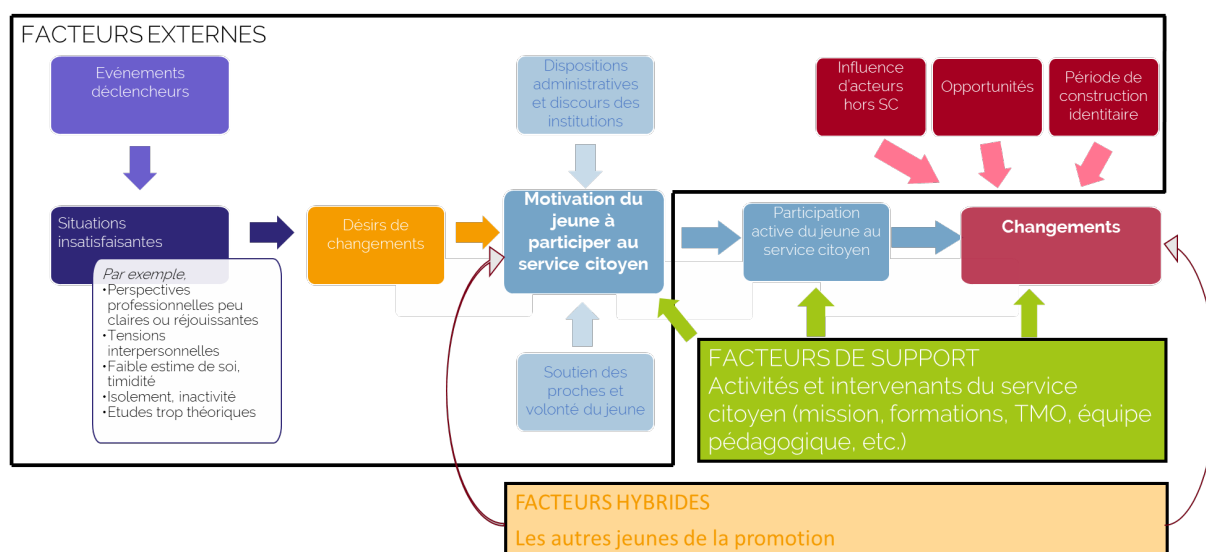 FACTEURS EXTERNES
Evènements
déclencheurs
Dispositions
administratives
et discours des
institutions
Influence
d'acteurs
hors SC
Opportunités
Période de
construction
identitaire
Situations
insatisfaisantes
Désirs de
changements
Motivation du
jeune à
participer au
service citoyen
Participation
active du jeune au
service citoyen
Changements
Par exemple,
•Perspectives
professionnelles peu
claires ou réjouissantes
•Tensions
interpersonnelles
•Faible estime de soi,
timidité
•Isolement, inactivité
•Etudes trop théoriques
Soutien des
proches et
volonté du jeune
FACTEURS DE SUPPORT
Activités et intervenants du service
citoyen (mission, formations, TMO, équipe
pédagogique, etc.)
FACTEURS HYBRIDES
Les autres jeunes de la promotion